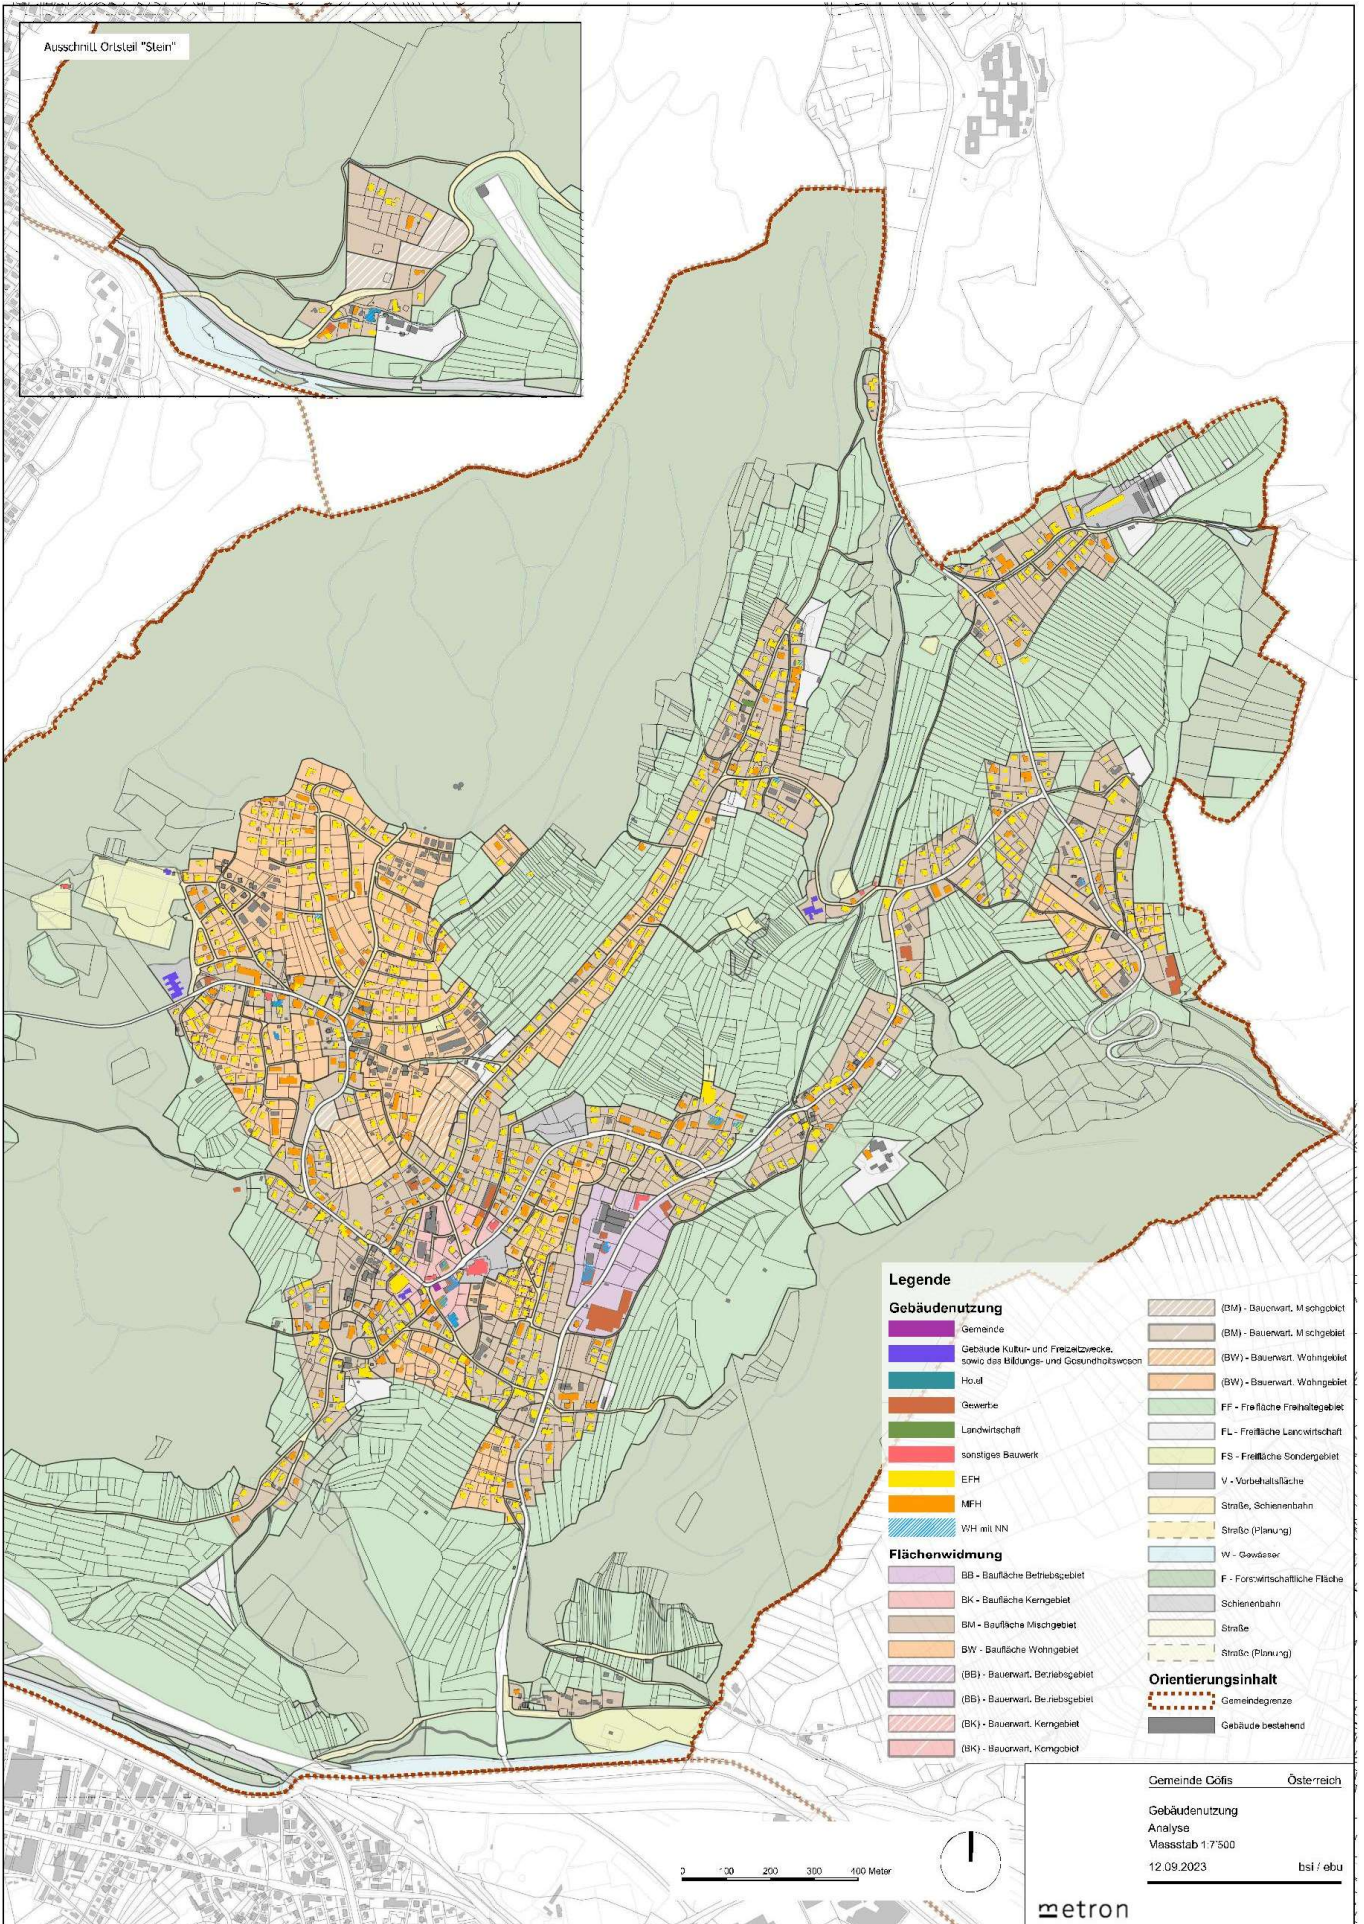 Ausschnitt Ortsteil "Stein"
Legende
Gebäudenutzung
Gemeinde
Gebäude Kultur- und Freizeitzwecke,
sowie das Bildungs- und Gesundheitswesen
Hotel
Gewerbe
Landwirtschaft
sonstiges Bauwerk
EFH
MFH
WH mit NN
Flächenwidmung
BB - Baufläche Betriebsgebiet
BK - Baufläche Kerngebiet
BM - Baufläche Mischgebiet
BW - Baufläche Wohngebiet
(BB) - Bauerwart. Betriebsgebiet
(BB) - Bauerwart. Betriebsgebiet
(BK) - Bauerwart. Kerngebiet
(BK) - Bauerwart. Kerngebiet
(BM) - Bauerwart. Mischgebiet
(BM) - Bauerwart. Mischgebiet
(BW) - Bauerwart. Wohngebiet
(BW) - Bauerwart. Wohngebiet
FF - Freifläche Freihaltegebiet
FL - Freifläche Landwirtschaft
FS - Freifläche Sondergebiet
V - Vorbehaltsfläche
Straße, Schienenbahn
Straße (Planung)
W - Gewässer
F - Forstwirtschaftliche Fläche
Schienenbahn
Straße
Straße (Planung)
Orientierungsinhalt
Gemeindegrenze
Gebäude bestehend
0 100 200 300 400 Meter
Gemeinde Göfis Österreich
Gebäudenutzung
Analyse
Massstab 1:7'500
12.09.2023 bsi / ebu
metron